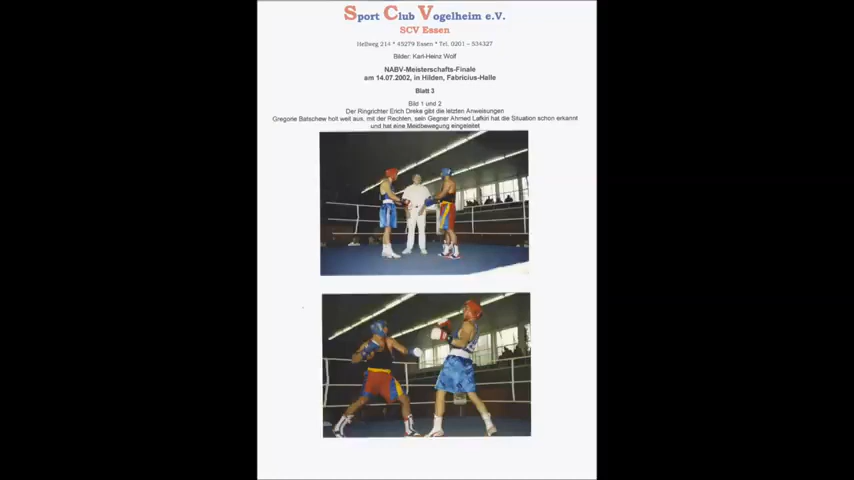 Sport Club Vogelheim e.V.
SCV Essen
Hellweg 214 * 45279 Essen * Tel. 0201 – 534327
Bilder: Karl-Heinz Wolf
NABV-Meisterschafts-Finale
am 14.07.2002, in Hilden, Fabricius-Halle
Blatt 3
Bild 1 und 2
Der Ringrichter Erich Dreke gibt die letzten Anweisungen
Gregorie Batschew holt weit aus, mit der Rechten, sein Gegner Ahmed Lafkiri hat die Situation schon erkannt
und hat eine Meidbewegung eingeleitet